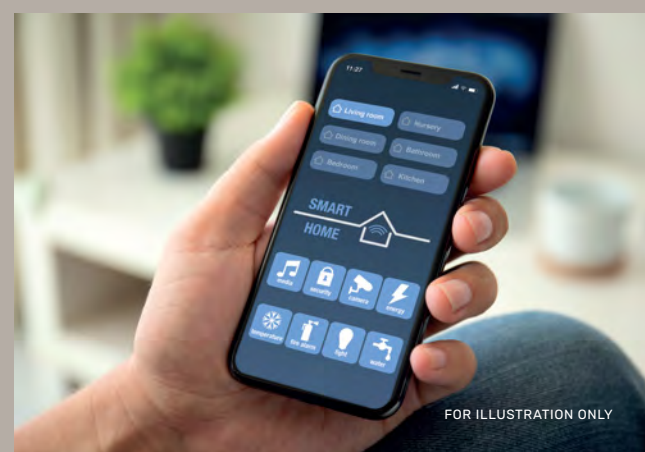 11:27
Living room
Nursery
Dining room
Bathroom
Bedroom
Kitchen
SMART
HOME
media
security
camera
energy
temperature
fire alarm
light
water
FOR ILLUSTRATION ONLY